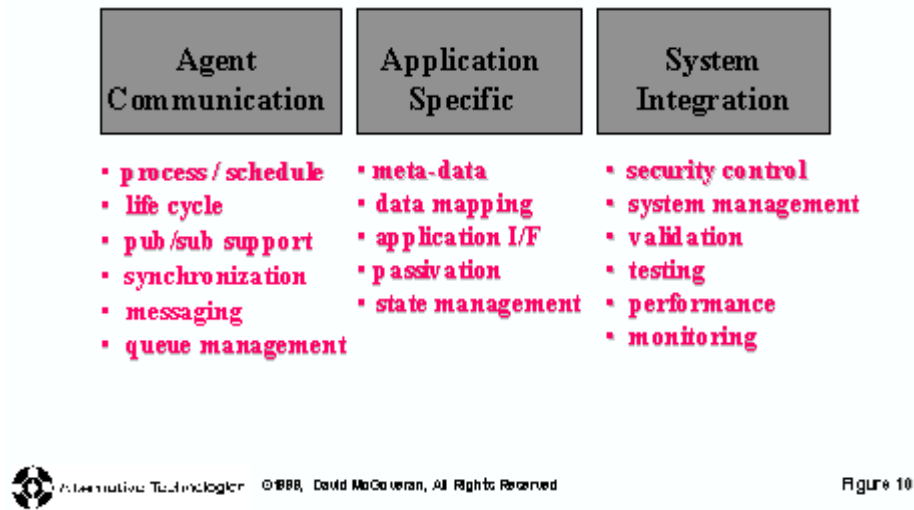 Agent
Communication
Application
Specific
System
Integration
▪ process / schedule
▪ life cycle
▪ pub/sub support
▪ synchronization
▪ messaging
▪ queue management
▪ meta-data
▪ data mapping
▪ application I/F
▪ passivation
▪ state management
▪ security control
▪ system management
▪ validation
▪ testing
▪ performance
▪ monitoring
Alternative Technologies
David McGoveran, All Rights Reserved
Figure 10